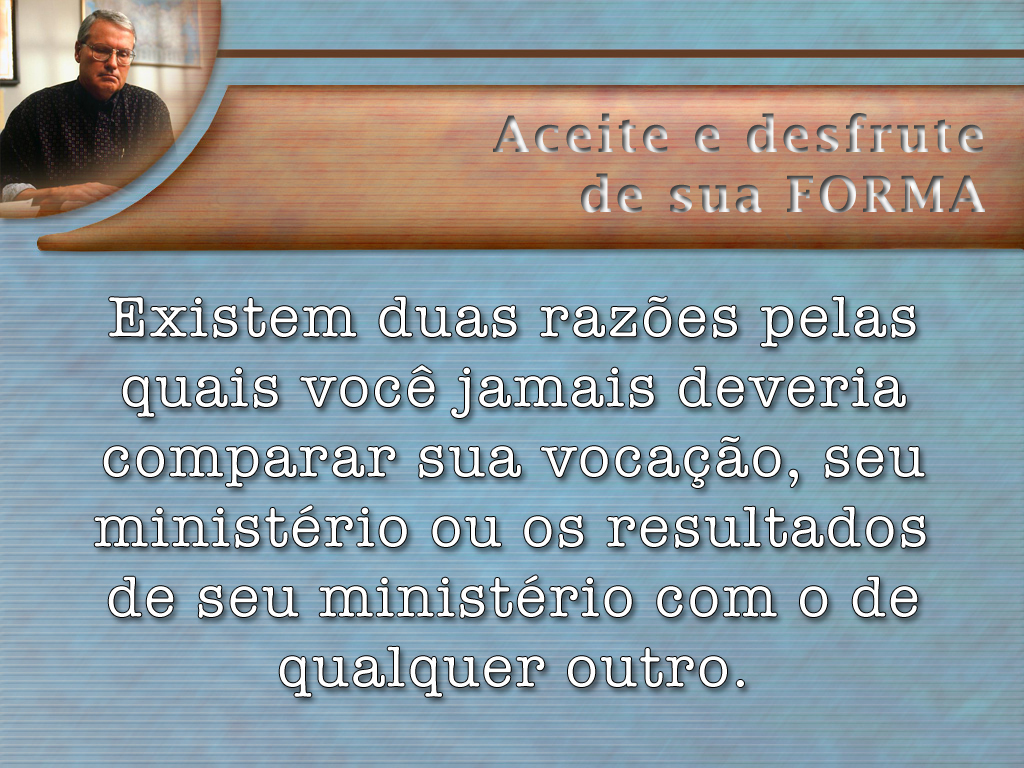 Aceite e desfrute
de sua FORMA
Existem duas razões pelas
quais você jamais deveria
comparar sua vocação, seu
ministério ou os resultados
de seu ministério com o de
qualquer outro.